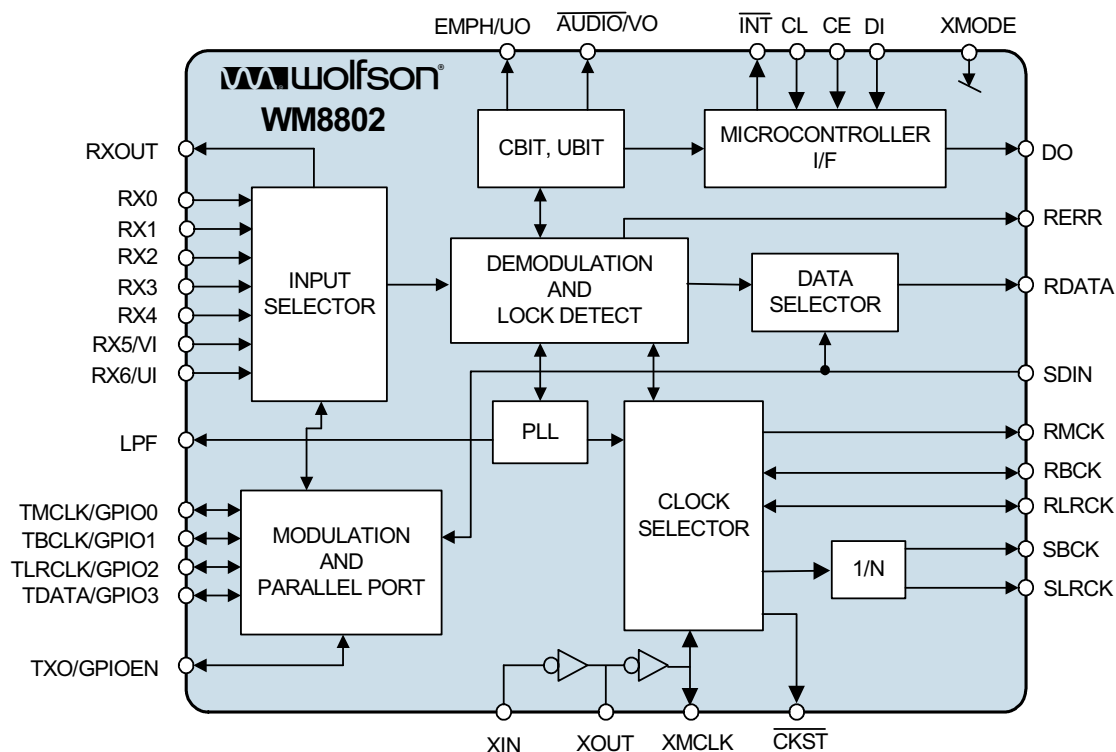 EMPH/UO
AUDIO/VO
INT
CL
CE
DI
XMODE
wolfson®
WM8802
RXOUT
CBIT, UBIT
MICROCONTROLLER
I/F
DO
RX0
RX1
RX2
RX3
RX4
RX5/VI
RX6/UI
INPUT
SELECTOR
DEMODULATION
AND
LOCK DETECT
DATA
SELECTOR
RERR
RDATA
SDIN
LPF
PLL
CLOCK
SELECTOR
RMCK
RBCK
RLRCK
SBCK
SLRCK
1/N
TMCLK/GPIO0
TBCLK/GPIO1
TLRCLK/GPIO2
TDATA/GPIO3
MODULATION
AND
PARALLEL PORT
TXO/GPIOEN
XIN
XOUT
XMCLK
CKST